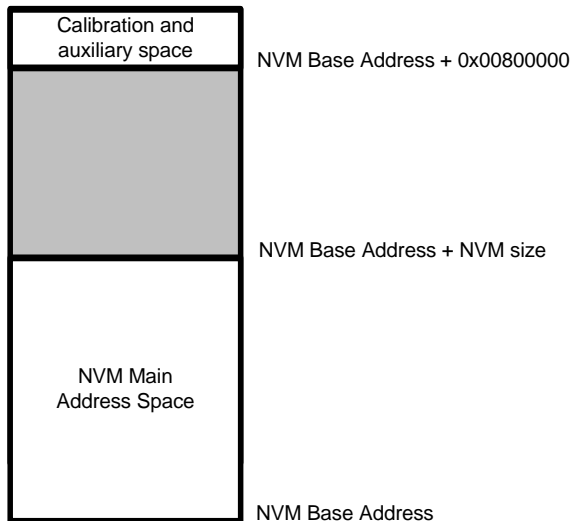 Calibration and
auxiliary space
NVM Base Address + 0x00800000
NVM Base Address + NVM size
NVM Main
Address Space
NVM Base Address